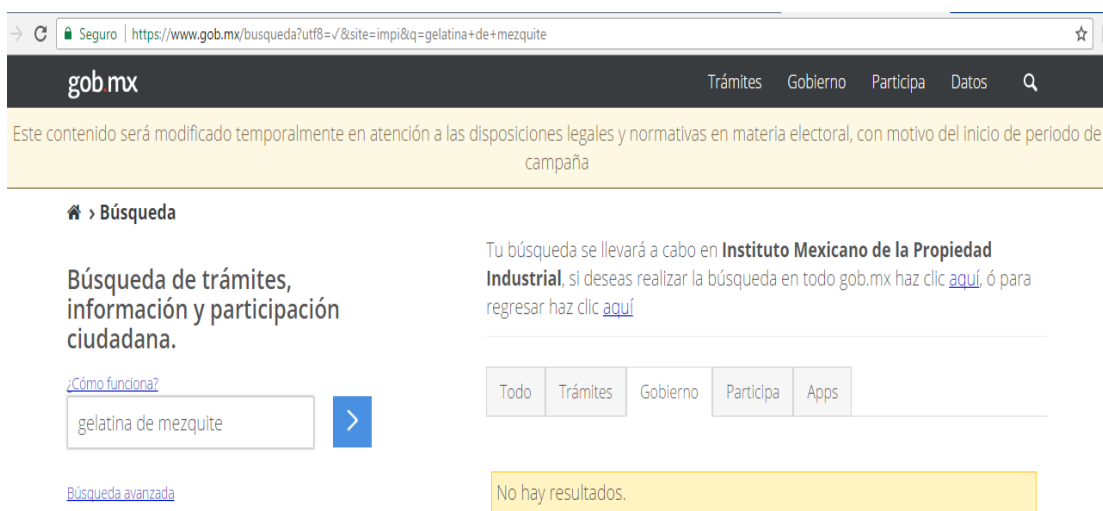 Seguro | https://www.gob.mx/busqueda?utf8=✓&site=impi&q=gelatina+de+mezquite
gob.mx
Trámites Gobierno Participa Datos
Este contenido será modificado temporalmente en atención a las disposiciones legales y normativas en materia electoral, con motivo del inicio de periodo de
campaña
> Búsqueda
Búsqueda de trámites,
información y participación
ciudadana.
¿Cómo funciona?
gelatina de mezquite
Búsqueda avanzada
Tu búsqueda se llevará a cabo en Instituto Mexicano de la Propiedad
Industrial, si deseas realizar la búsqueda en todo gob.mx haz clic aquí, ó para
regresar haz clic aquí
Todo Trámites Gobierno Participa Apps
No hay resultados.